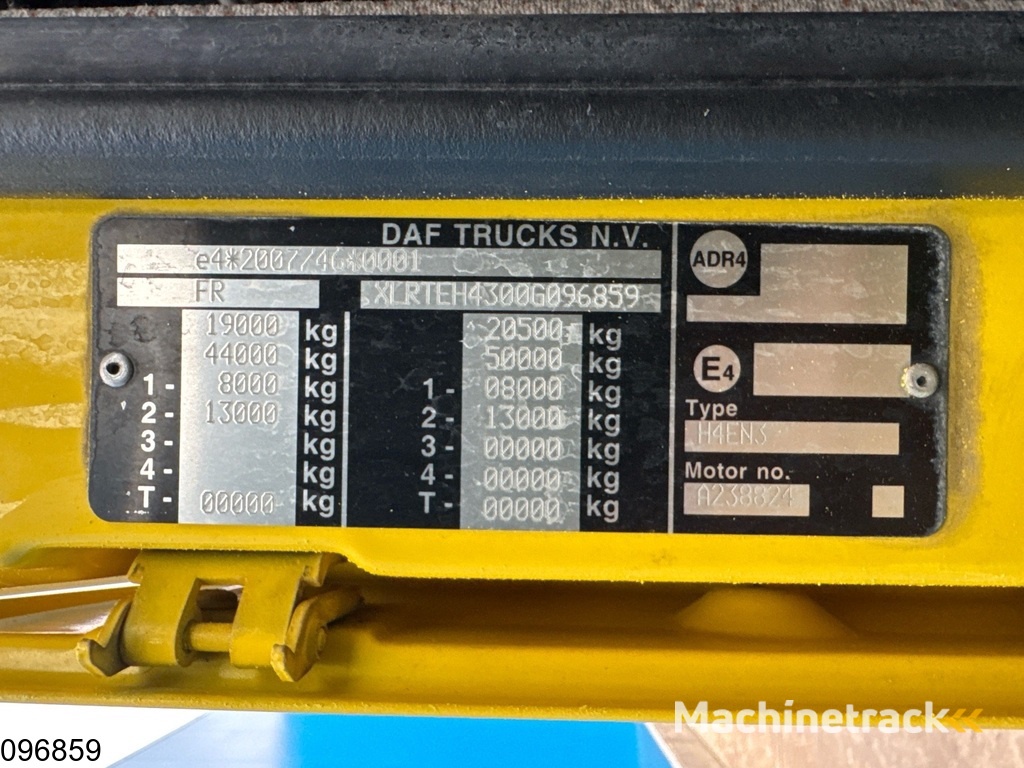 DAF TRUCKS N.V.
e4*2007/46*0001
FR XLRTEH4300G096859
19000 kg 20500 kg
44000 kg 50000 kg
1- 8000 kg 1- 08000 kg
2- 13000 kg 2- 13000 kg
3- kg 3- 00000 kg
4- kg 4- 00000 kg
T- 00000 kg T- 00000 kg
ADR4
E4
Type
H4EN3
Motor no.
A238824
Machinetrack
096859